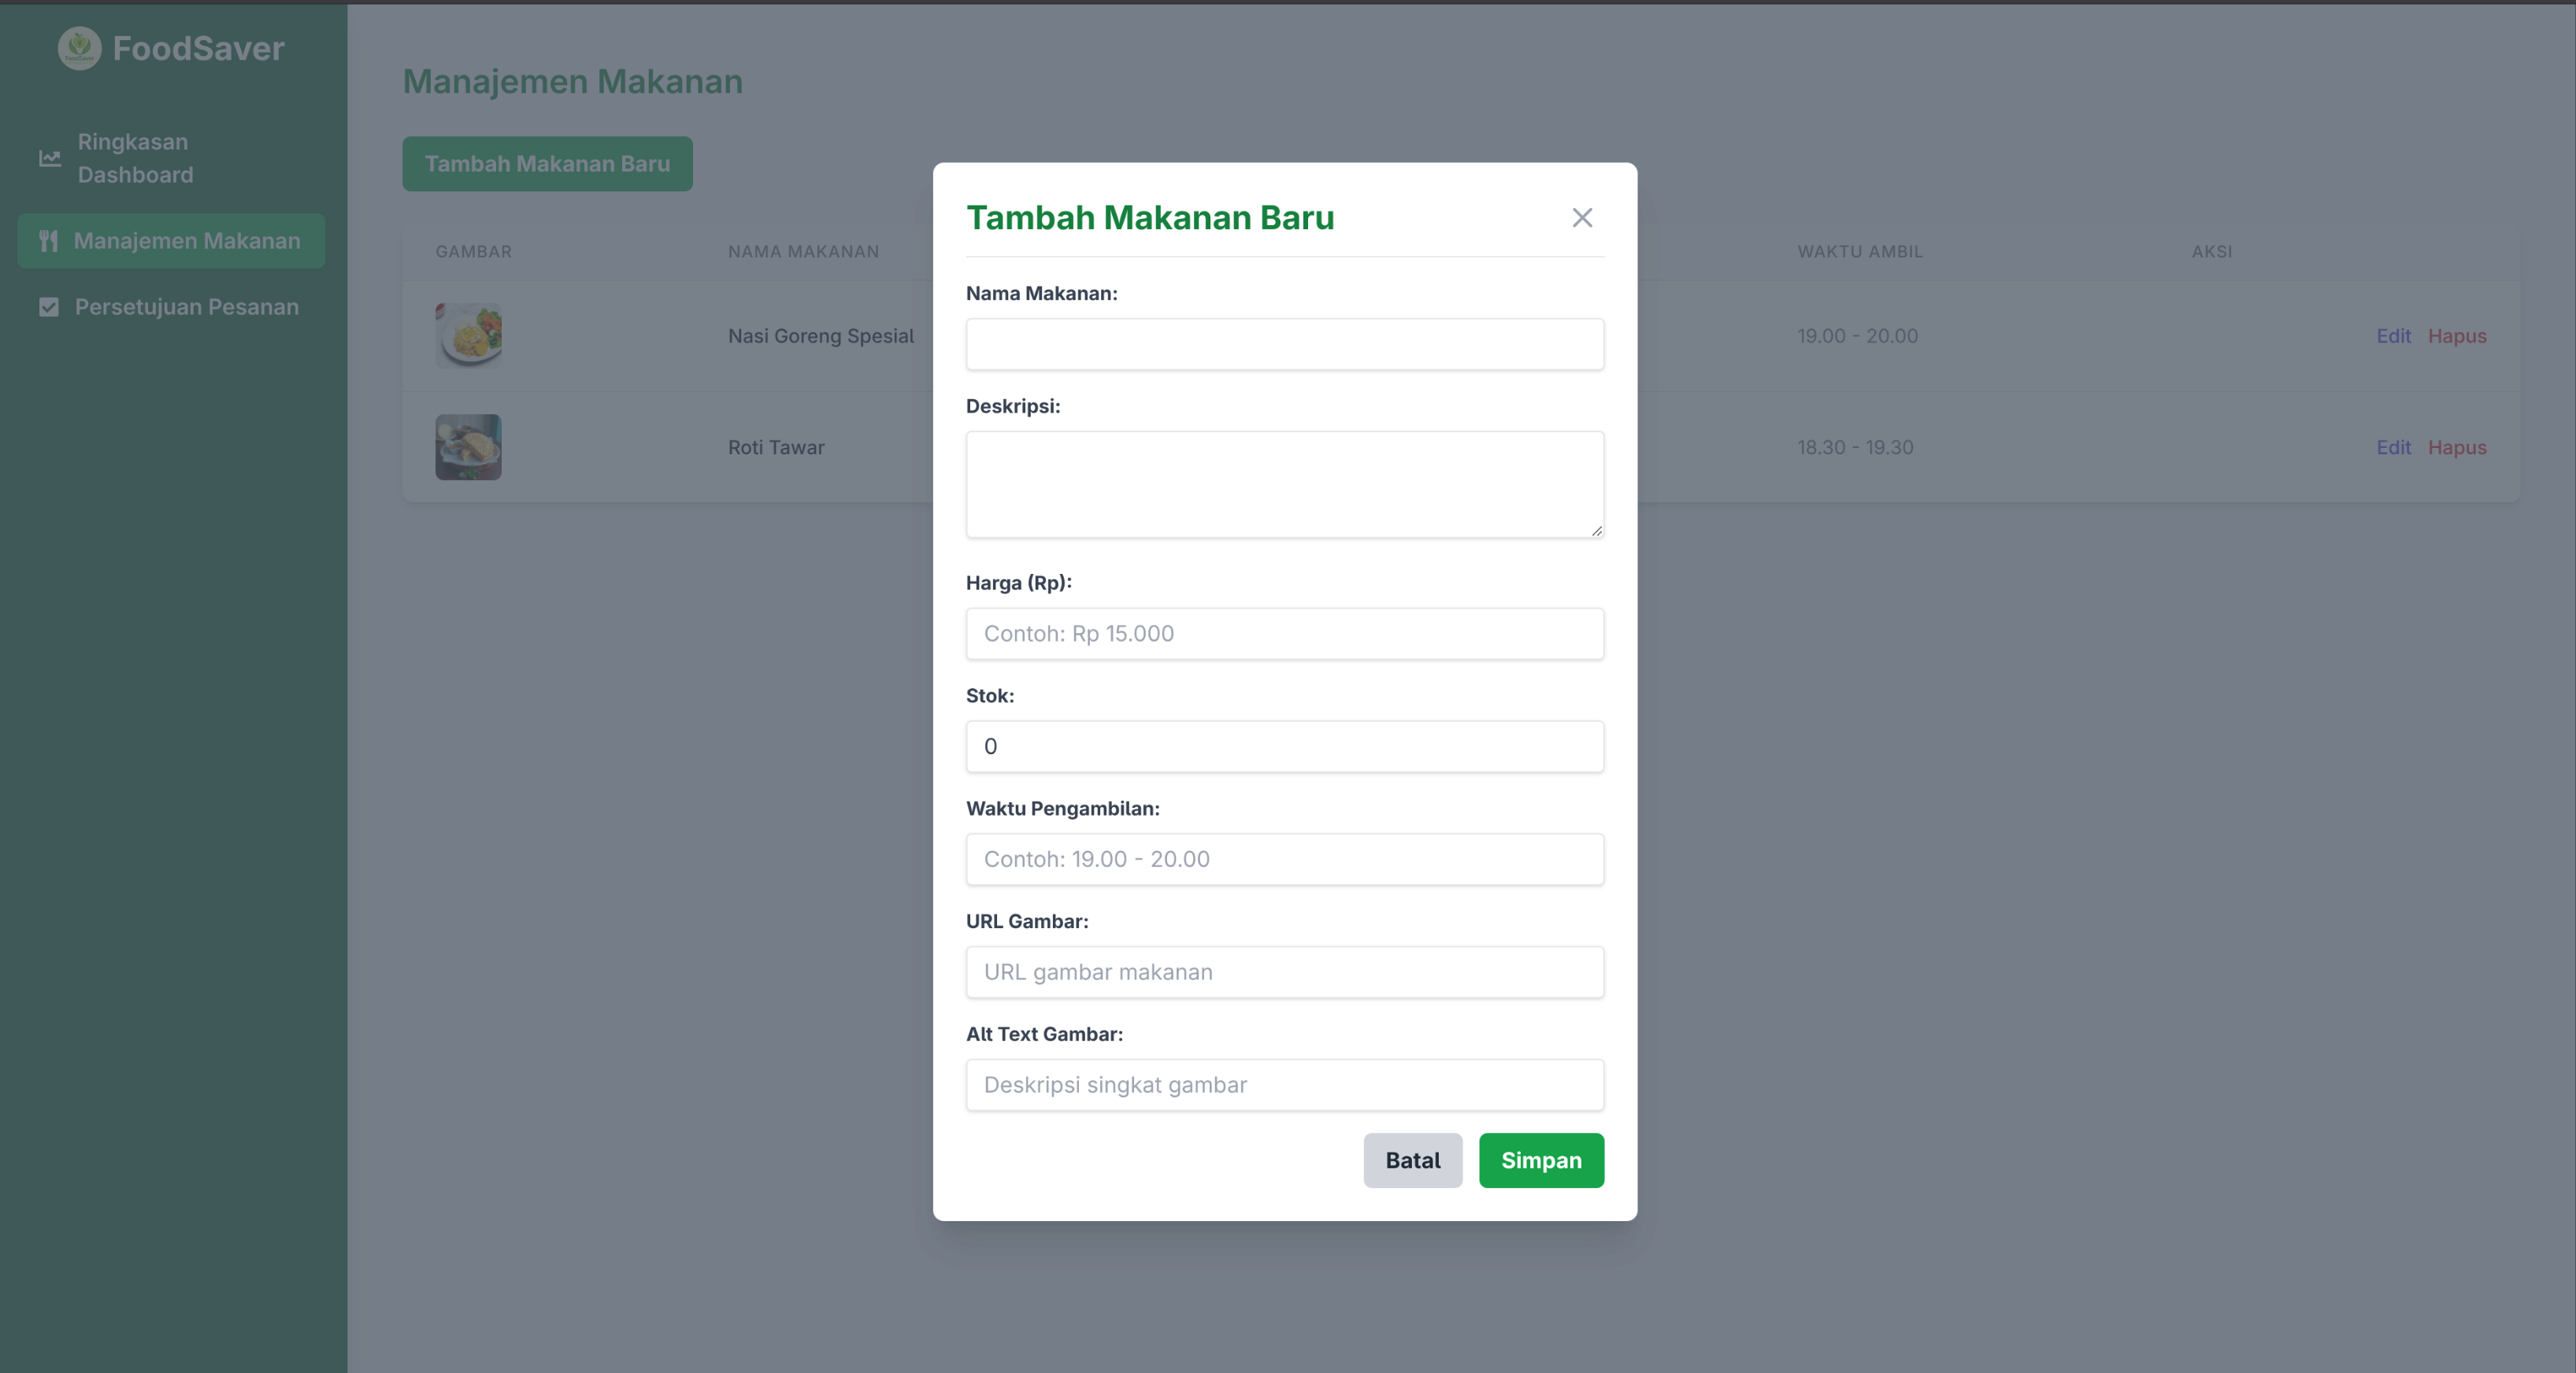 FoodSaver
Ringkasan
Dashboard
Manajemen Makanan
Persetujuan Pesanan
Manajemen Makanan
Tambah Makanan Baru
GAMBAR NAMA MAKANAN WAKTU AMBIL AKSI
Nasi Goreng Spesial 19.00 - 20.00 Edit Hapus
Roti Tawar 18.30 - 19.30 Edit Hapus
Tambah Makanan Baru
Nama Makanan:
Deskripsi:
Harga (Rp):
Contoh: Rp 15.000
Stok:
0
Waktu Pengambilan:
Contoh: 19.00 - 20.00
URL Gambar:
URL gambar makanan
Alt Text Gambar:
Deskripsi singkat gambar
Batal Simpan